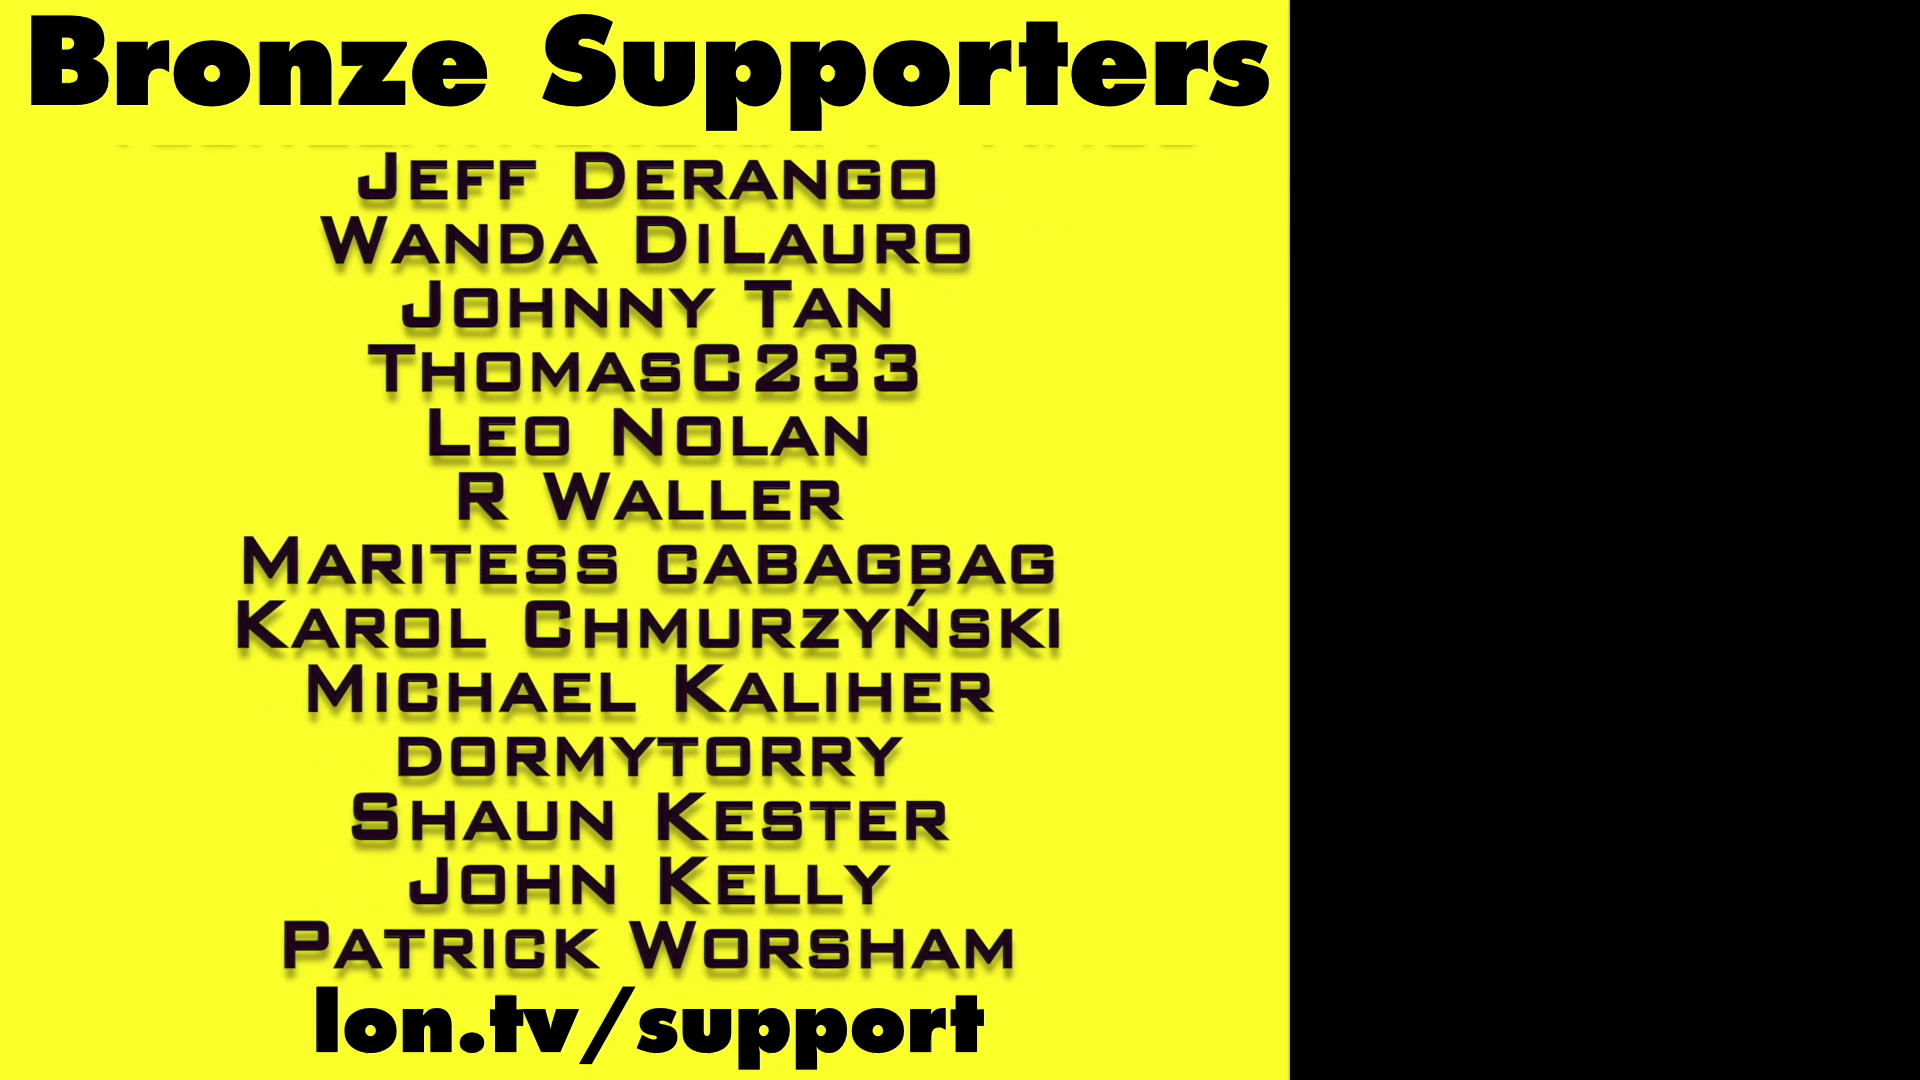 Bronze Supporters
Jeff Derango
Wanda DiLauro
Johnny Tan
ThomasC233
Leo Nolan
R Waller
Maritess cabagbag
Karol Chmurzyński
Michael Kaliher
dormytorry
Shaun Kester
John Kelly
Patrick Worsham
lon.tv/support